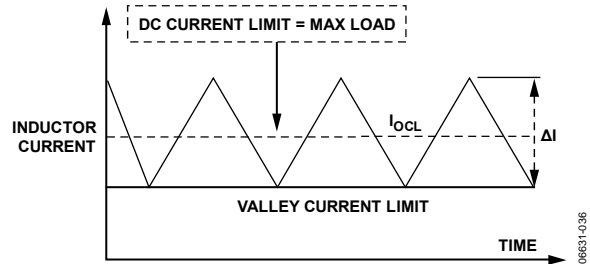 DC CURRENT LIMIT = MAX LOAD
INDUCTOR
CURRENT
IOCL
ΔI
VALLEY CURRENT LIMIT
TIME
06631-036